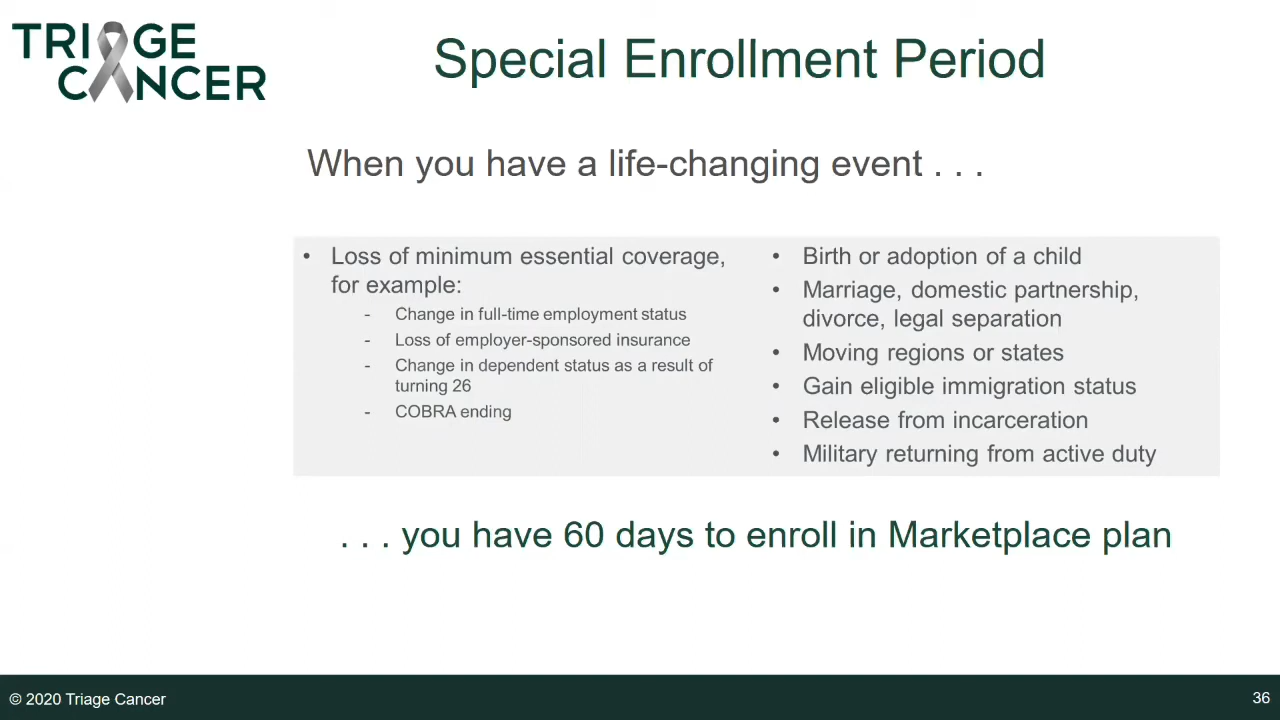 TRIAGE
CANCER
Special Enrollment Period
When you have a life-changing event . . .
• Loss of minimum essential coverage,
for example:
- Change in full-time employment status
- Loss of employer-sponsored insurance
- Change in dependent status as a result of
turning 26
- COBRA ending
• Birth or adoption of a child
• Marriage, domestic partnership,
divorce, legal separation
• Moving regions or states
• Gain eligible immigration status
• Release from incarceration
• Military returning from active duty
. . . you have 60 days to enroll in Marketplace plan
© 2020 Triage Cancer
36